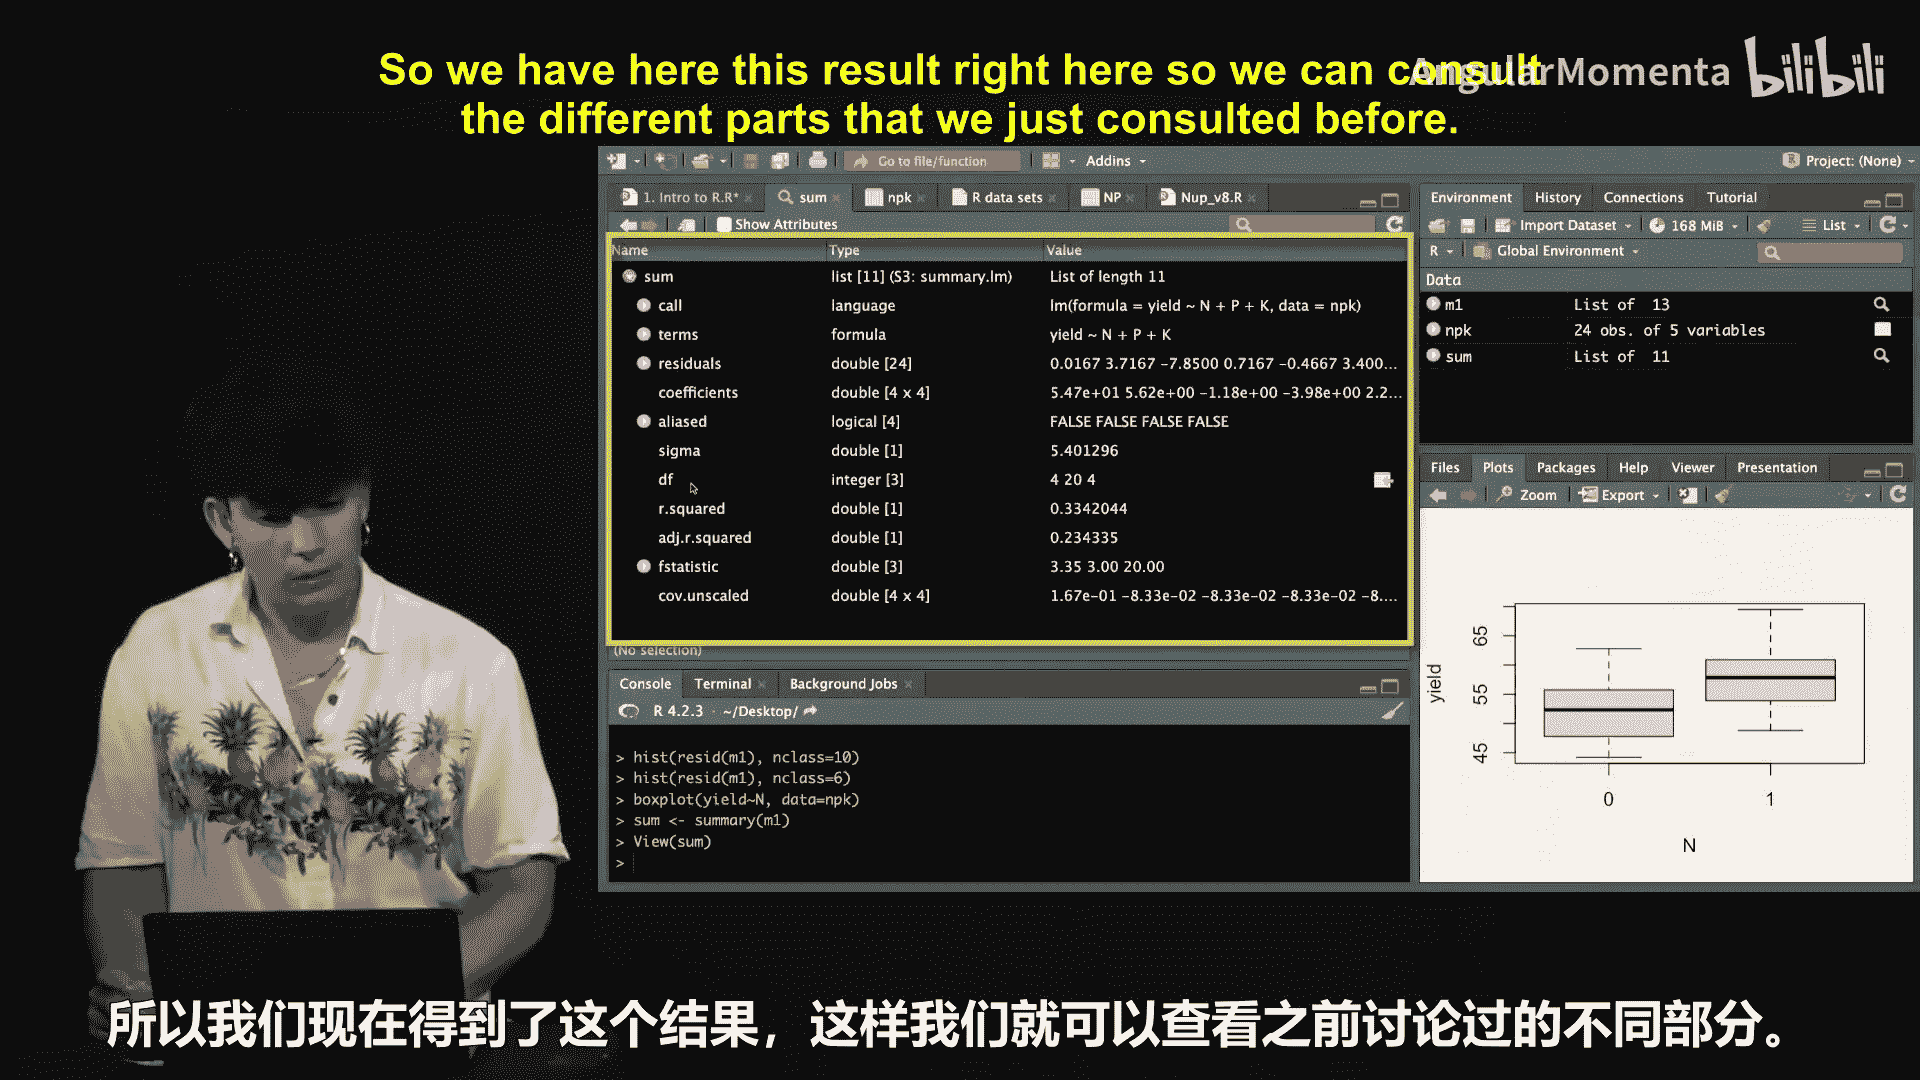 So we have here this result right here so we can consult
the different parts that we just consulted before.
AngularMomenta bilibili
Go to file/function
Addins
Project: (None)
1. Intro to R.R*
sum
npk
R data sets
NP
Nup_v8.R
Show Attributes
Name Type Value
sum list [11] (S3: summary.lm) List of length 11
call language lm(formula = yield ~ N + P + K, data = npk)
terms formula yield ~ N + P + K
residuals double [24] 0.0167 3.7167 -7.8500 0.7167 -0.4667 3.400...
coefficients double [4 x 4] 5.47e+01 5.62e+00 -1.18e+00 -3.98e+00 2.2...
aliased logical [4] FALSE FALSE FALSE FALSE
sigma double [1] 5.401296
df integer [3] 4 20 4
r.squared double [1] 0.3342044
adj.r.squared double [1] 0.234335
fstatistic double [3] 3.35 3.00 20.00
cov.unscaled double [4 x 4] 1.67e-01 -8.33e-02 -8.33e-02 -8.33e-02 -8....
(No selection)
Console Terminal Background Jobs
R 4.2.3 · ~/Desktop/
> hist(resid(m1), nclass=10)
> hist(resid(m1), nclass=6)
> boxplot(yield~N, data=npk)
> sum <- summary(m1)
> View(sum)
>
Environment History Connections Tutorial
Import Dataset 168 MiB List
R Global Environment
Data
m1 List of 13
npk 24 obs. of 5 variables
sum List of 11
Files Plots Packages Help Viewer Presentation
Zoom Export
65
55
45
yield
0 1
N
所以我们现在得到了这个结果，这样我们就可以查看之前讨论过的不同部分。